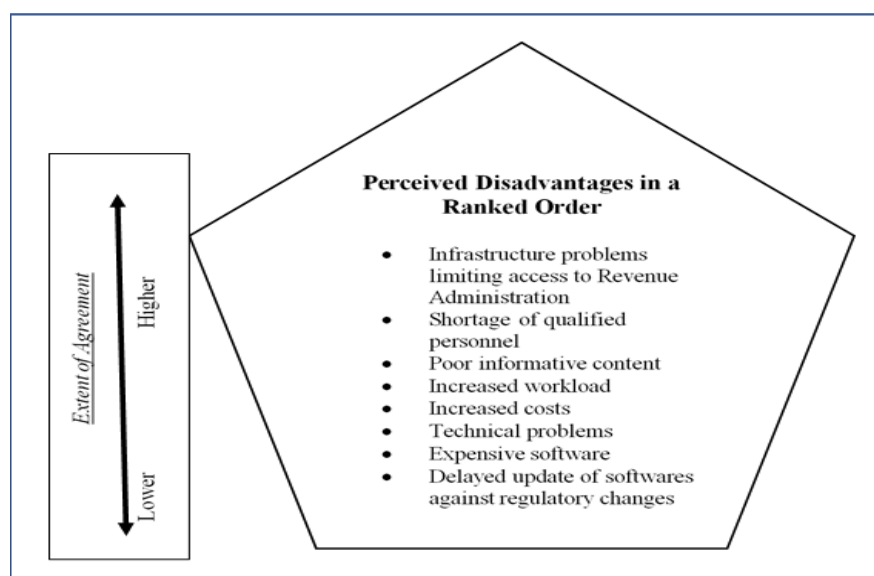 Extent of Agreement
Higher
Lower
Perceived Disadvantages in a
Ranked Order
• Infrastructure problems
limiting access to Revenue
Administration
• Shortage of qualified
personnel
• Poor informative content
• Increased workload
• Increased costs
• Technical problems
• Expensive software
• Delayed update of softwares
against regulatory changes